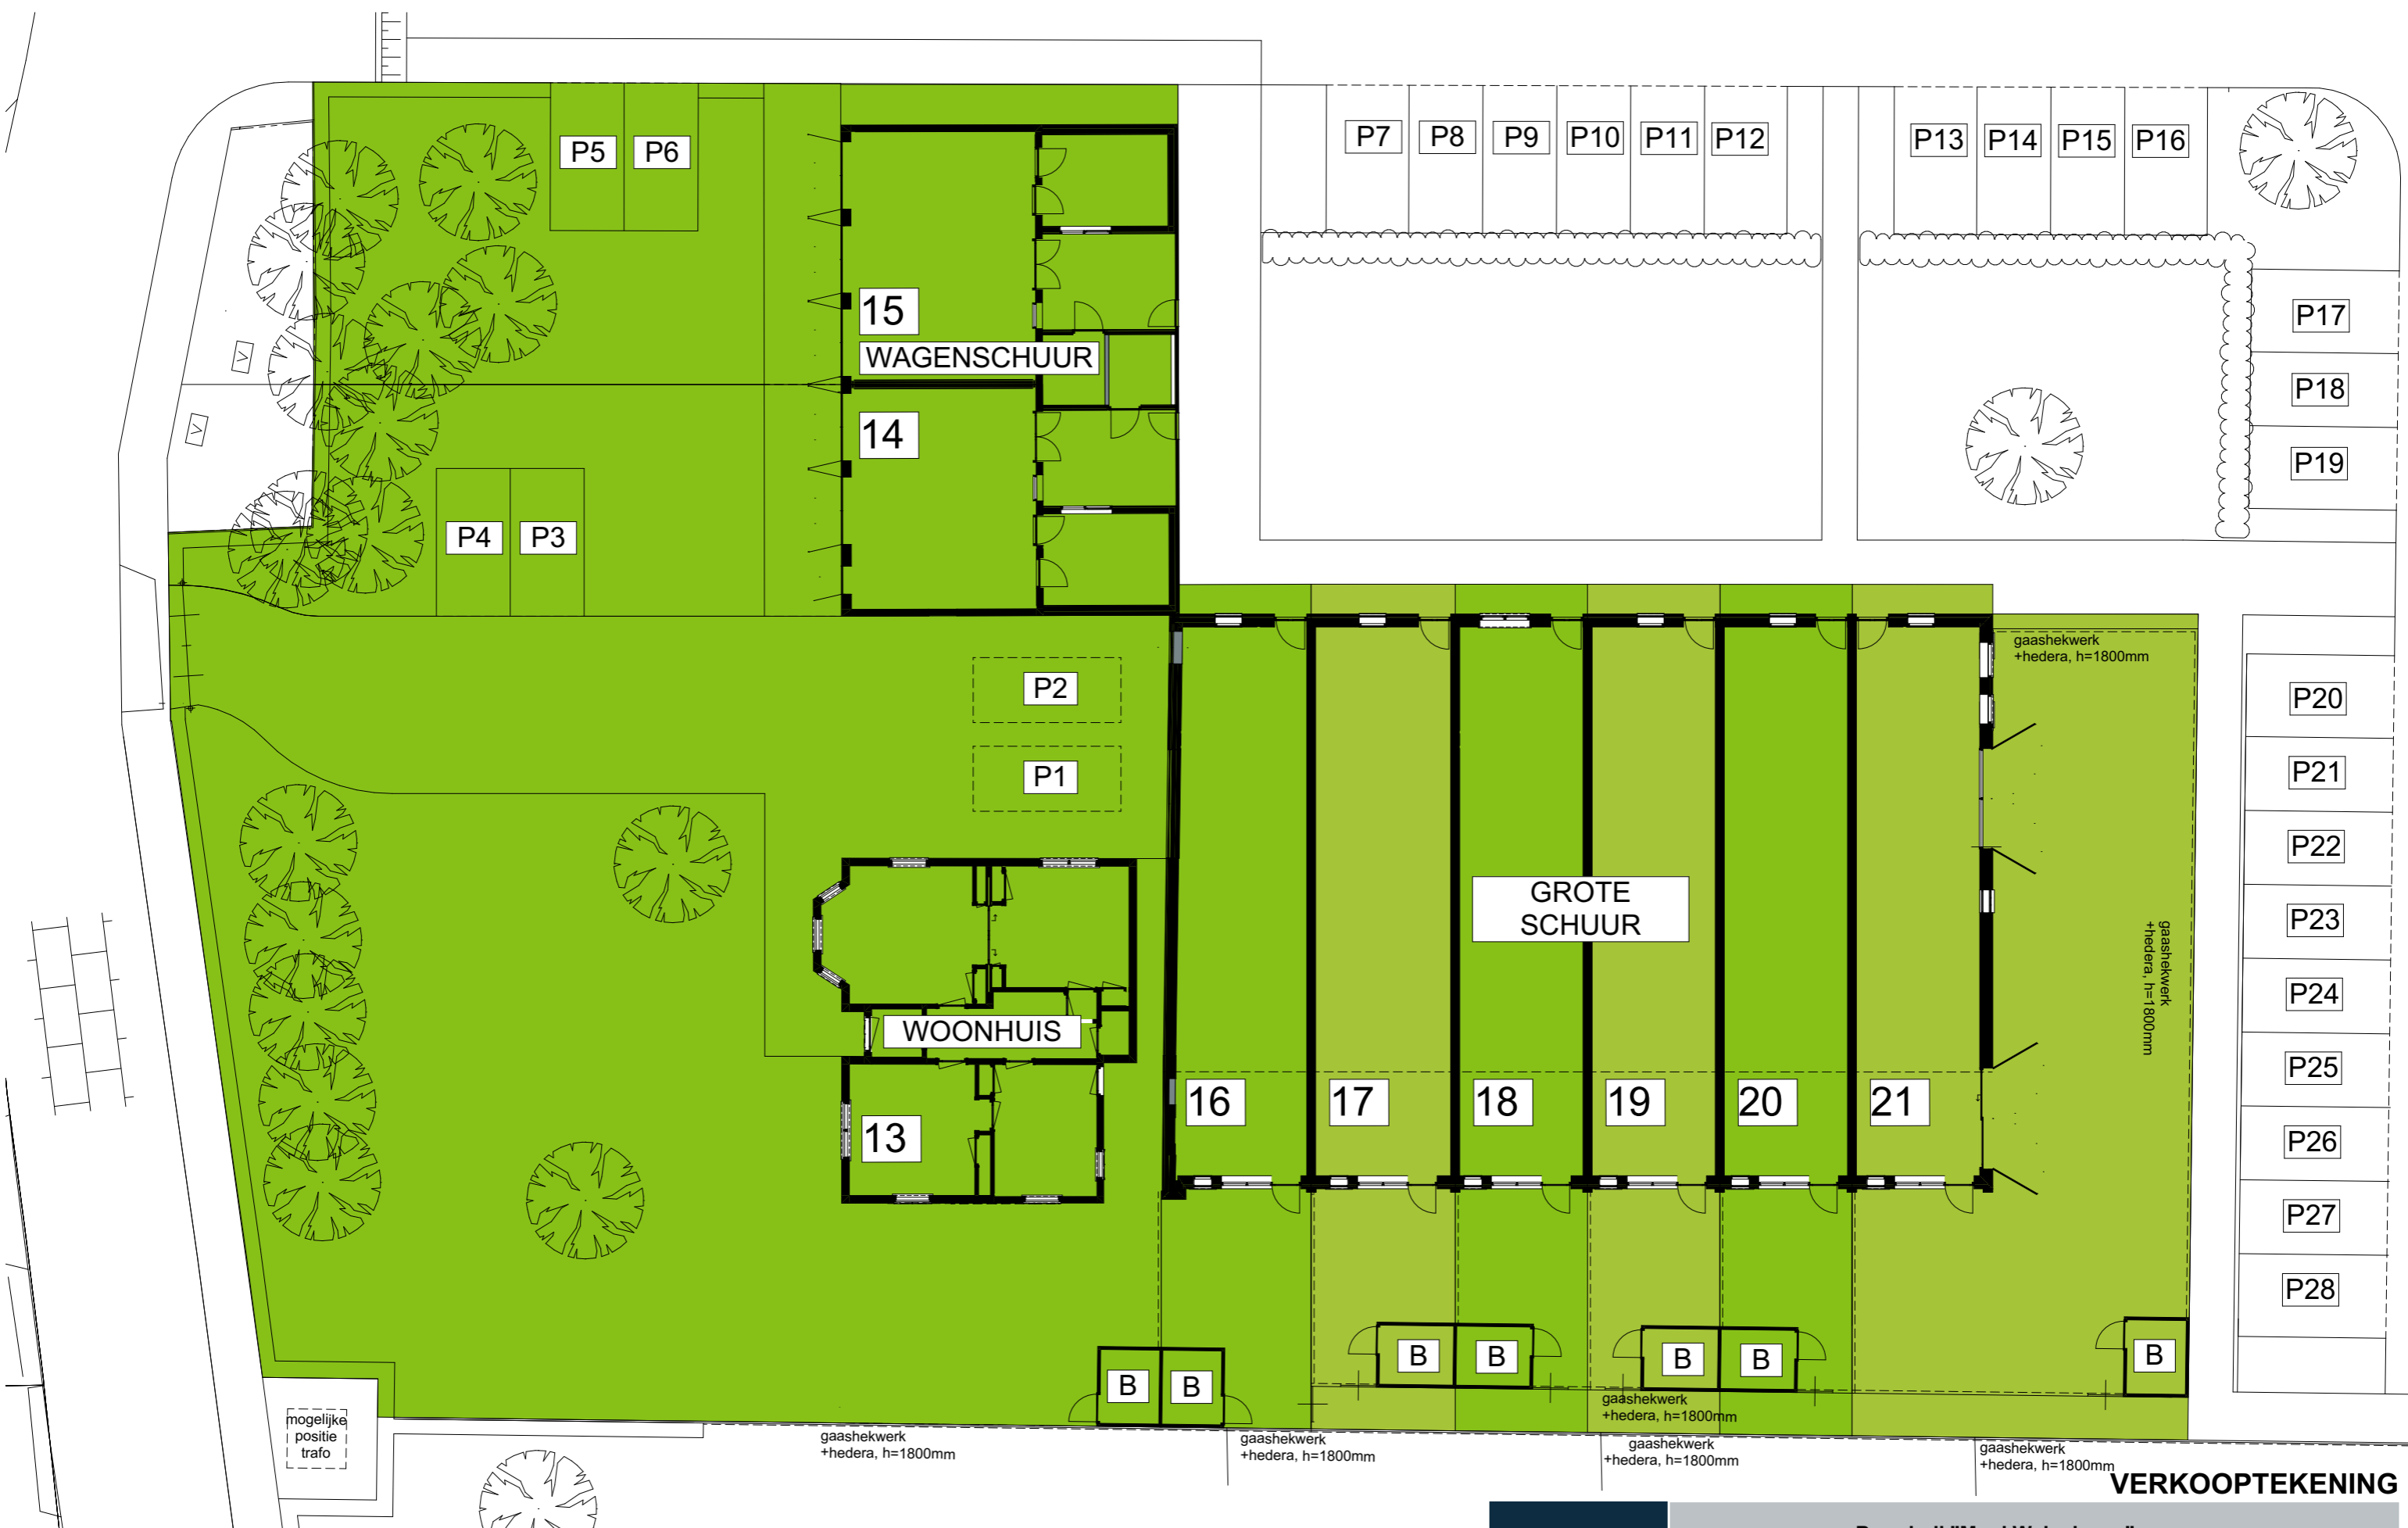 P5
P6
P7
P8
P9
P10
P11
P12
P13
P14
P15
P16
15
WAGENSCHUUR
14
P17
P18
P19
V
V
P4
P3
P2
P1
gaashekwerk
+hedera, h=1800mm
P20
P21
P22
P23
P24
P25
P26
P27
P28
GROTE
SCHUUR
gaashekwerk
+hedera, h=1800mm
WOONHUIS
13
16
17
18
19
20
21
B
B
B
B
B
B
B
mogelijke
positie
trafo
gaashekwerk
+hedera, h=1800mm
gaashekwerk
+hedera, h=1800mm
gaashekwerk
+hedera, h=1800mm
gaashekwerk
+hedera, h=1800mm
gaashekwerk
+hedera, h=1800mm
VERKOOPTEKENING